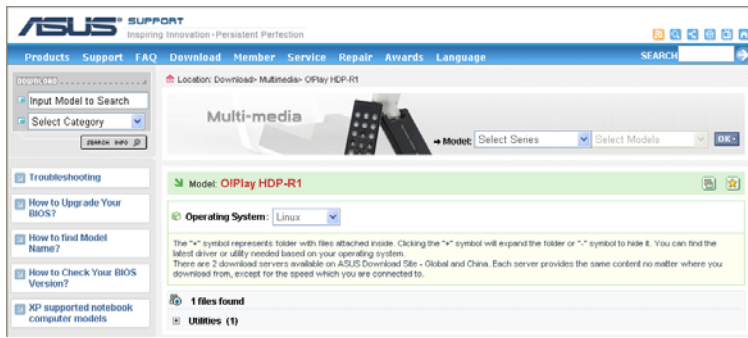 ASUS SUPPORT
Inspiring Innovation • Persistent Perfection
Products Support FAQ Download Member Service Repair Awards Language
SEARCH
DOWNLOAD
Input Model to Search
Select Category
SEARCH INFO
Troubleshooting
How to Upgrade Your
BIOS?
How to find Model
Name?
How to Check Your BIOS
Version?
XP supported notebook
computer models
Location: Download> Multimedia> O!Play HDP-R1
Multi-media
Model: Select Series Select Models OK
Model: O!Play HDP-R1
Operating System: Linux
The "+" symbol represents folder with files attached inside. Clicking the "+" symbol will expand the folder or "-" symbol to hide it. You can find the
latest driver or utility needed based on your operating system.
There are 2 download servers available on ASUS Download Site - Global and China. Each server provides the same content no matter where you
download from, except for the speed which you are connected to.
1 files found
Utilities (1)